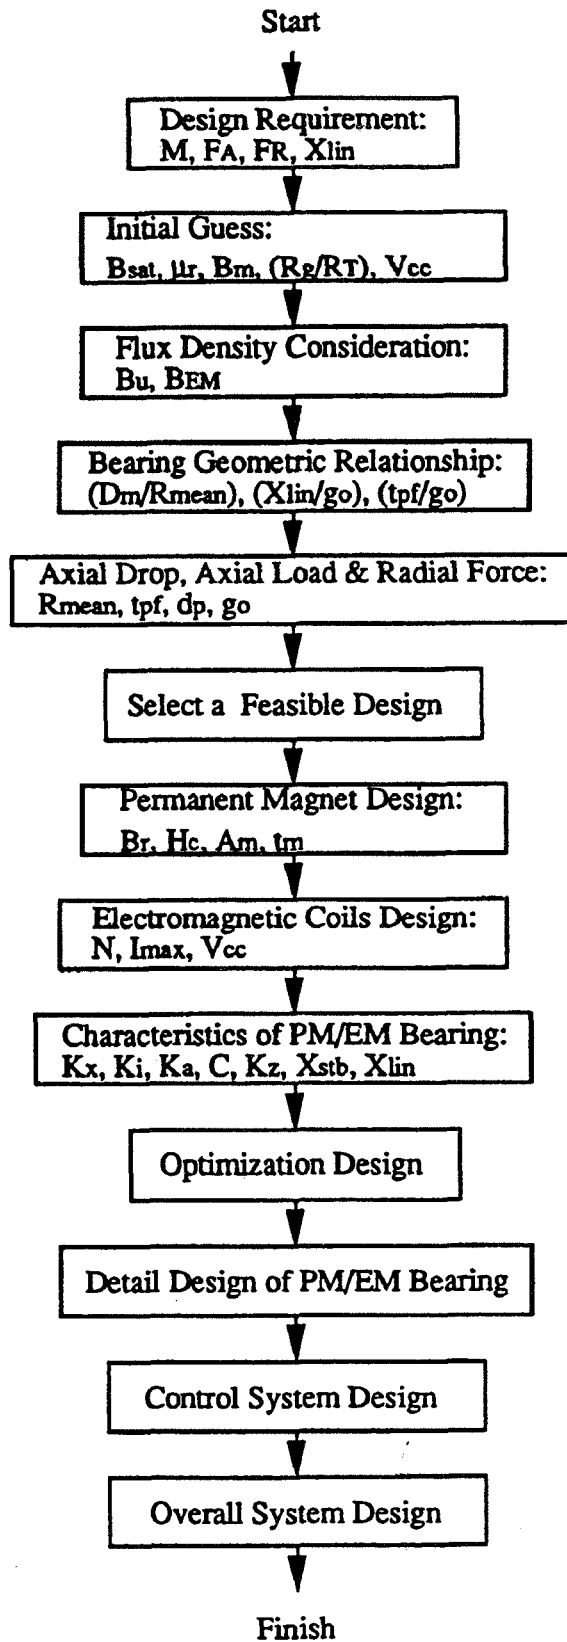 Start
Design Requirement:
M, FA, FR, Xlin
Initial Guess:
Bsat, μr, Bm, (Rg/RT), Vcc
Flux Density Consideration:
Bu, BEM
Bearing Geometric Relationship:
(Dm/Rmean), (Xlin/go), (tpf/go)
Axial Drop, Axial Load & Radial Force:
Rmean, tpf, dp, go
Select a Feasible Design
Permanent Magnet Design:
Br, Hc, Am, tm
Electromagnetic Coils Design:
N, Imax, Vcc
Characteristics of PM/EM Bearing:
Kx, Ki, Ka, C, Kz, Xstb, Xlin
Optimization Design
Detail Design of PM/EM Bearing
Control System Design
Overall System Design
Finish